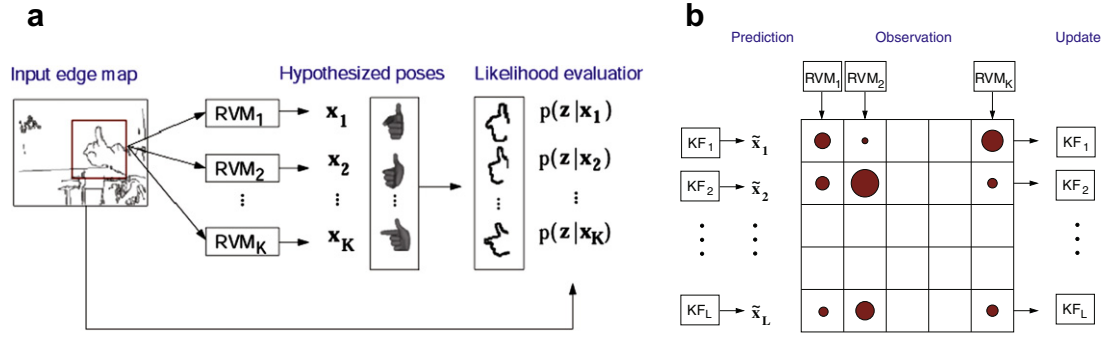 a
Input edge map
Hypothesized poses
Likelihood evaluatior
RVM1 x1 p(z|x1)
RVM2 x2 p(z|x2)
⋮ ⋮ ⋮
RVMK xK p(z|xK)
b
Prediction Observation Update
RVM1 RVM2 RVMK
KF1 x̃1 KF1
KF2 x̃2 KF2
⋮ ⋮ ⋮
KFL x̃L KFL